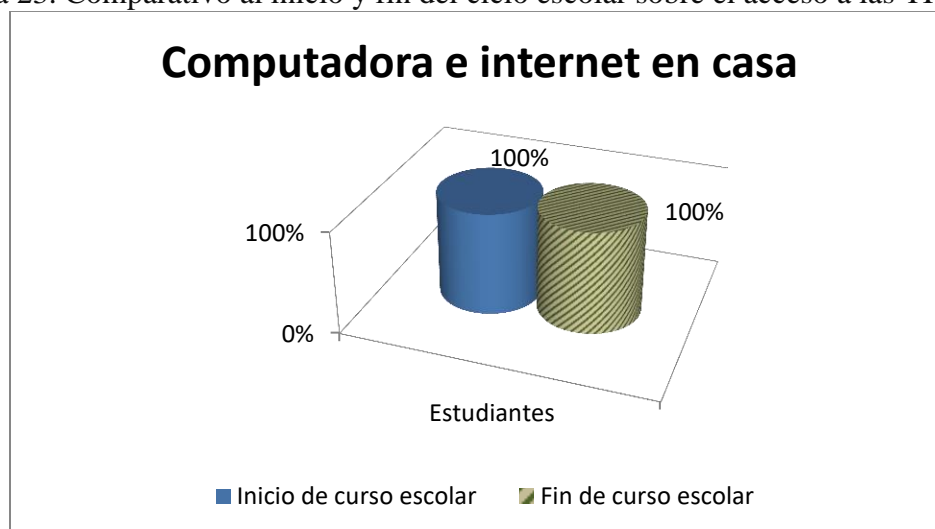 23. Comparativo al inicio y fin del ciclo escolar sobre el acceso a las
Computadora e internet en casa
100%
100%
100%
0%
Estudiantes
Inicio de curso escolar
Fin de curso escolar